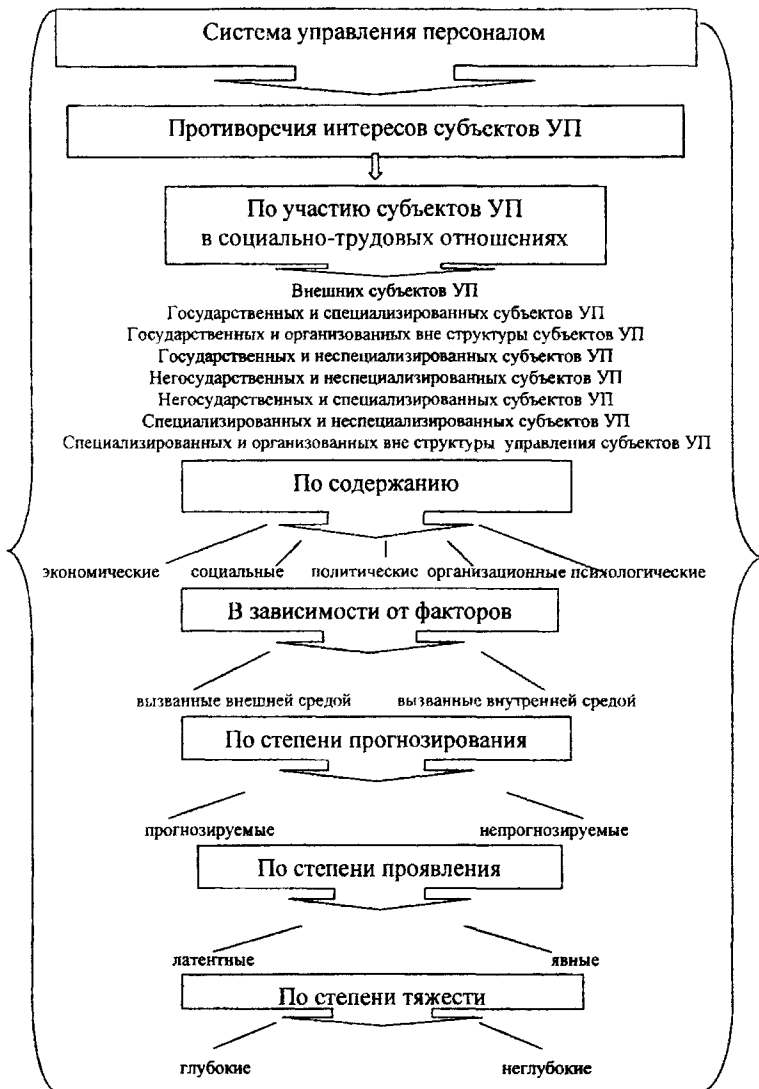 Система управления персоналом
Противоречия интересов субъектов УП
По участию субъектов УП
в социально-трудовых отношениях
Внешних субъектов УП
Государственных и специализированных субъектов УП
Государственных и организованных вне структуры субъектов УП
Государственных и неспециализированных субъектов УП
Негосударственных и неспециализированных субъектов УП
Негосударственных и специализированных субъектов УП
Специализированных и неспециализированных субъектов УП
Специализированных и организованных вне структуры управления субъектов УП
По содержанию
экономические социальные политические организационные психологические
В зависимости от факторов
вызванные внешней средой вызванные внутренней средой
По степени прогнозирования
прогнозируемые непрогнозируемые
По степени проявления
латентные явные
По степени тяжести
глубокие неглубокие